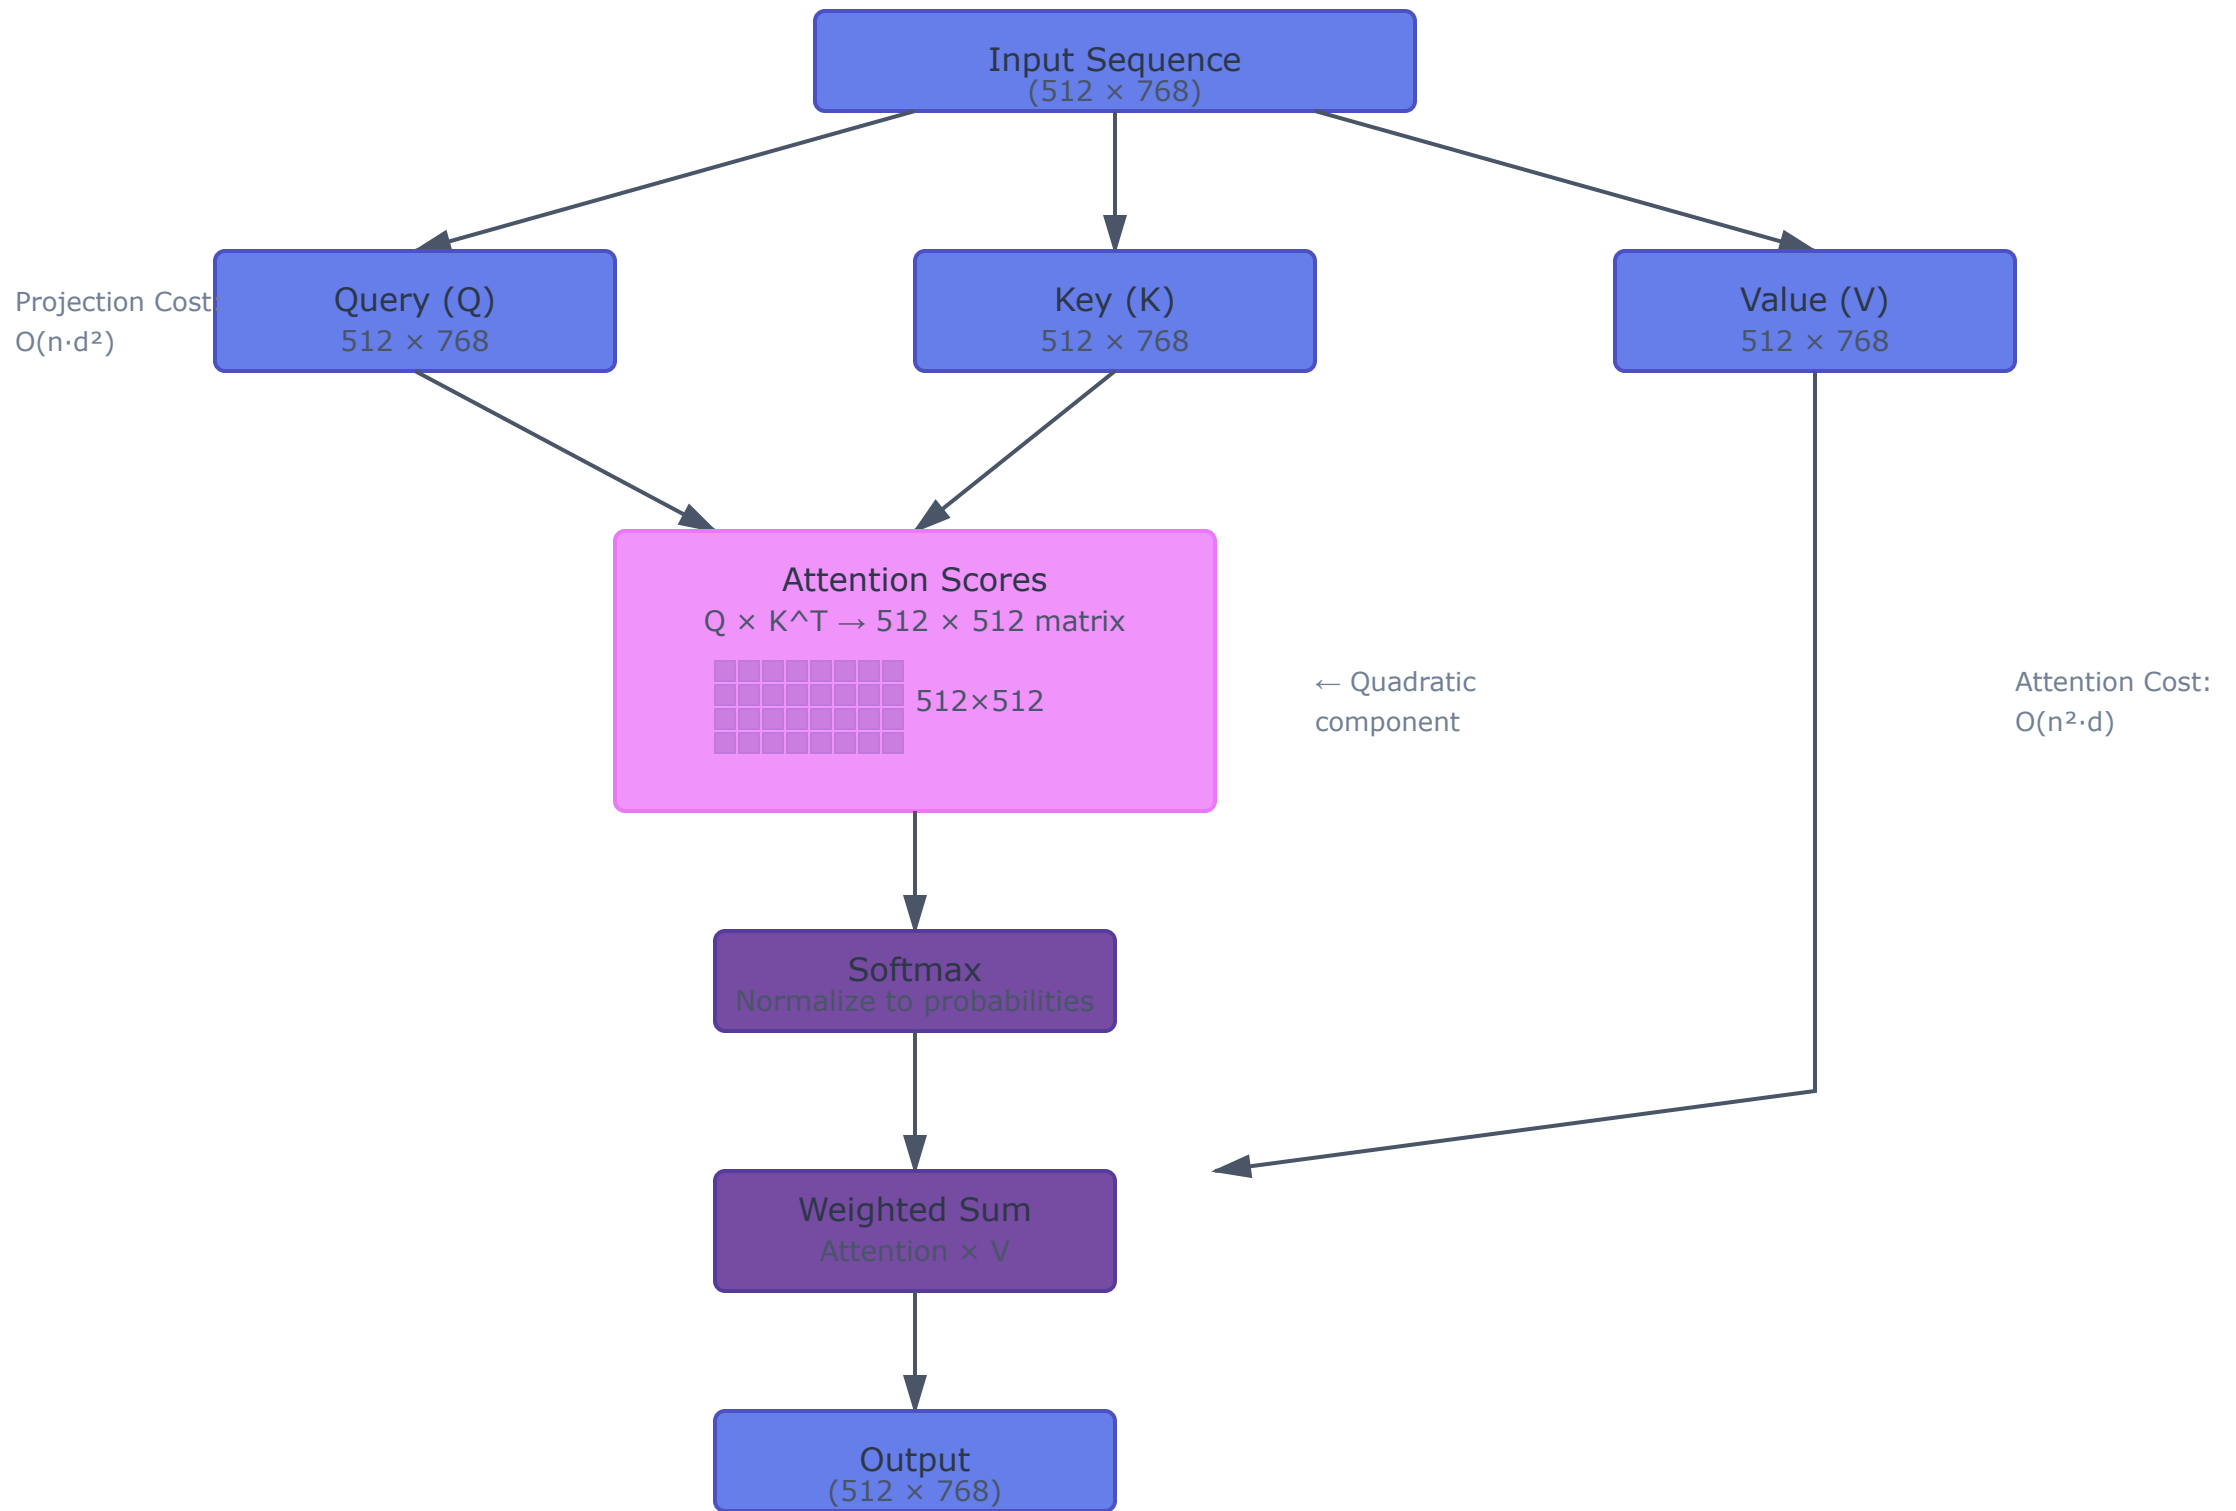 Input Sequence
(512 × 768)
Projection Cost:
O(n·d²)
Query (Q)
512 × 768
Key (K)
512 × 768
Value (V)
512 × 768
Attention Scores
Q × K^T → 512 × 512 matrix
512×512
← Quadratic
component
Attention Cost:
O(n²·d)
Softmax
Normalize to probabilities
Weighted Sum
Attention × V
Output
(512 × 768)